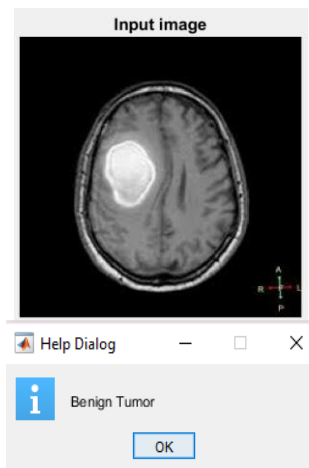 Input image
A
R F L
P
Help Dialog
Benign Tumor
OK